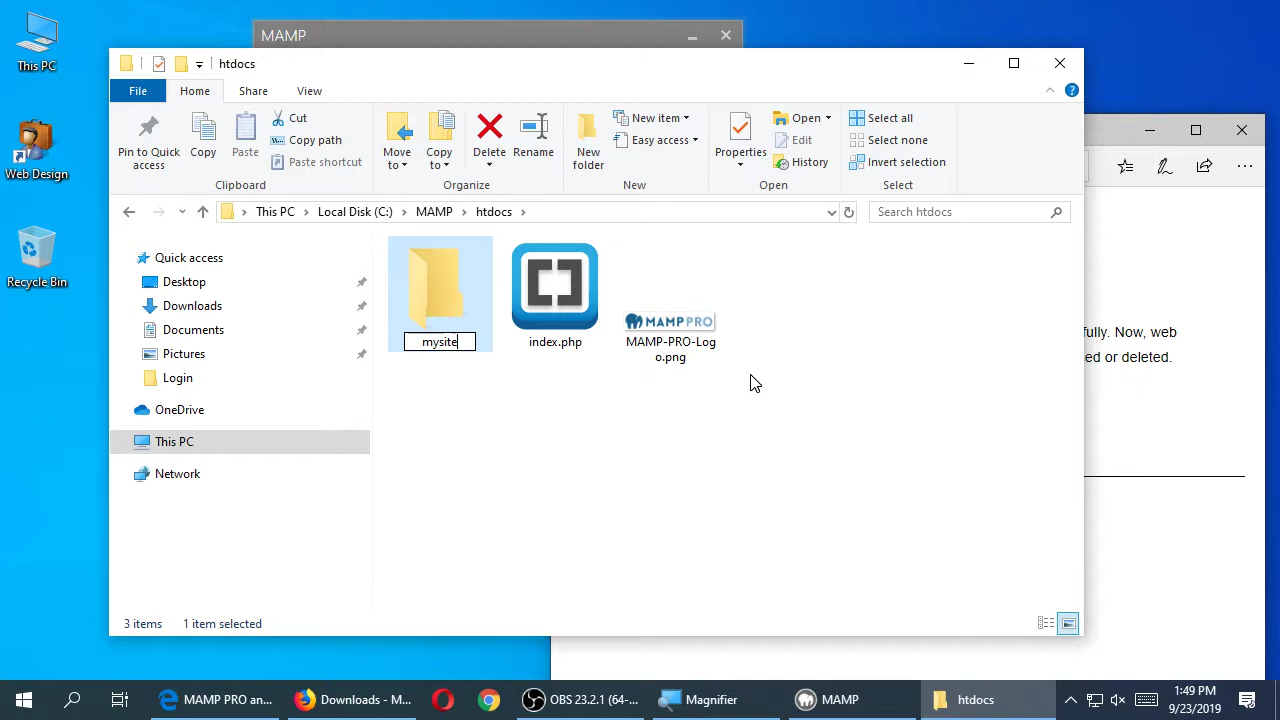 This PC
Web Design
Recycle Bin
MAMP
htdocs
File
Home
Share
View
Pin to Quick
access
Copy
Paste
Cut
Copy path
Paste shortcut
Clipboard
Move
to
Copy
to
Delete
Rename
Organize
New
folder
New item
Easy access
New
Properties
Open
Edit
History
Open
Select all
Select none
Invert selection
Select
This PC
Local Disk (C:)
MAMP
htdocs
Search htdocs
Quick access
Desktop
Downloads
Documents
Pictures
Login
OneDrive
This PC
Network
mysite
index.php
MAMP PRO
MAMP-PRO-Log
o.png
fully. Now, web
ed or deleted.
3 items
1 item selected
MAMP PRO an...
Downloads - M...
OBS 23.2.1 (64-...
Magnifier
MAMP
htdocs
1:49 PM
9/23/2019